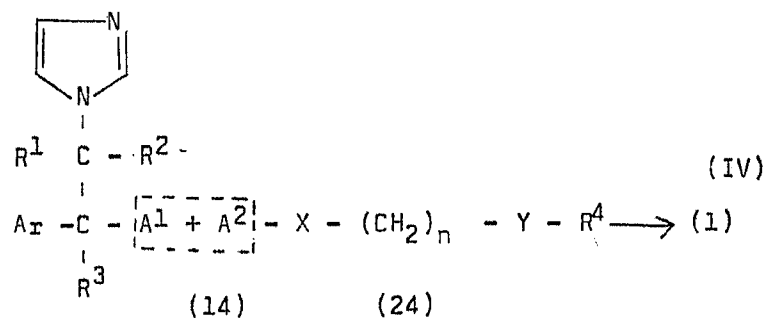 N
N
R¹ C - R² -
(IV)
Ar - C - A¹ + A² - X - (CH₂)ₙ - Y - R⁴ → (1)
R³
(14) (24)